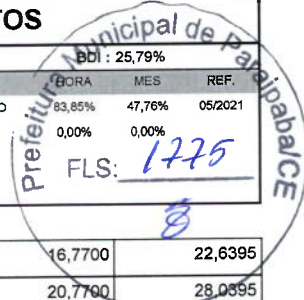 TOS
BDI : 25,79%
HORA MES REF.
O 83,85% 47,76% 05/2021
0,00% 0,00%
Prefeitura Municipal de Paraipaba/CE
FLS: 1775
16,7700 22,6395
20,7700 28,0395